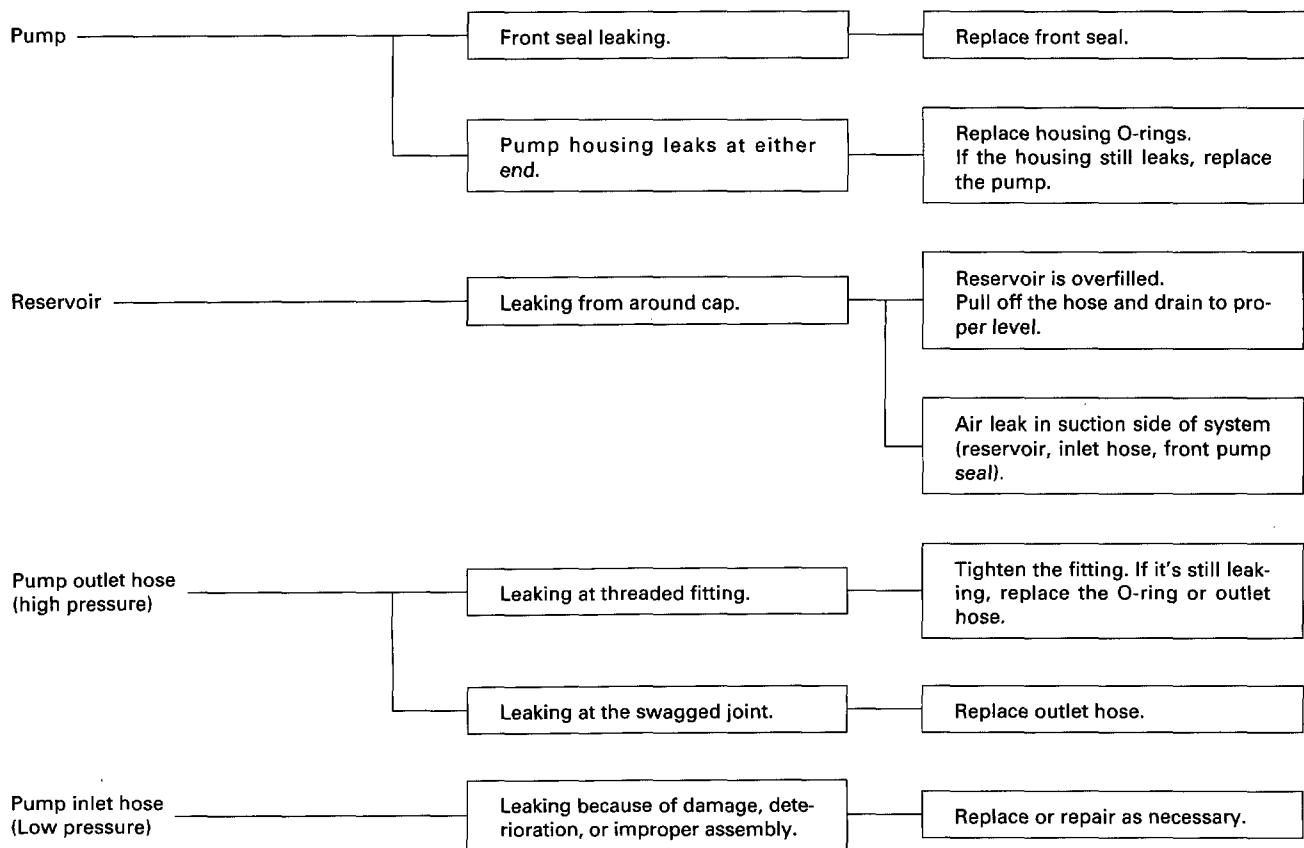 Pump
Front seal leaking.
Replace front seal.
Pump housing leaks at either
end.
Replace housing O-rings.
If the housing still leaks, replace
the pump.
Reservoir
Leaking from around cap.
Reservoir is overfilled.
Pull off the hose and drain to pro-
per level.
Air leak in suction side of system
(reservoir, inlet hose, front pump
seal).
Pump outlet hose
(high pressure)
Leaking at threaded fitting.
Tighten the fitting. If it's still leak-
ing, replace the O-ring or outlet
hose.
Leaking at the swagged joint.
Replace outlet hose.
Pump inlet hose
(Low pressure)
Leaking because of damage, dete-
rioration, or improper assembly.
Replace or repair as necessary.